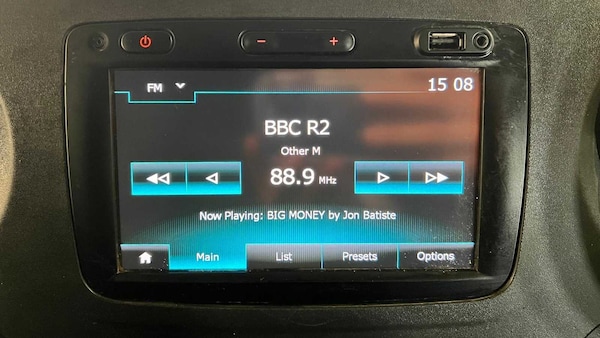 FM
15 08
BBC R2
Other M
88.9 MHz
Now Playing: BIG MONEY by Jon Batiste
Main List Presets Options